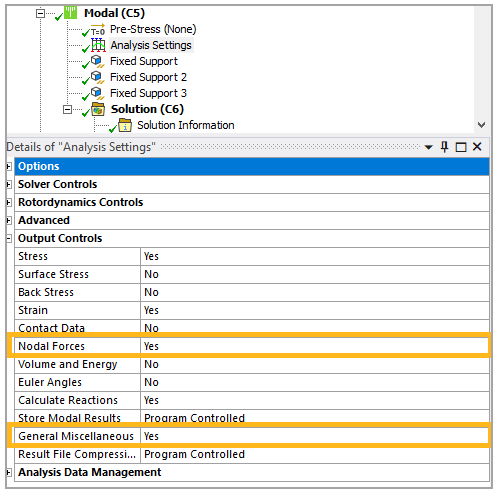 Modal (C5)
T=0 Pre-Stress (None)
Analysis Settings
Fixed Support
Fixed Support 2
Fixed Support 3
Solution (C6)
Solution Information
Details of "Analysis Settings"
Options
Solver Controls
Rotordynamics Controls
Advanced
Output Controls
Stress Yes
Surface Stress No
Back Stress No
Strain Yes
Contact Data No
Nodal Forces Yes
Volume and Energy No
Euler Angles No
Calculate Reactions Yes
Store Modal Results Program Controlled
General Miscellaneous Yes
Result File Compressi... Program Controlled
Analysis Data Management